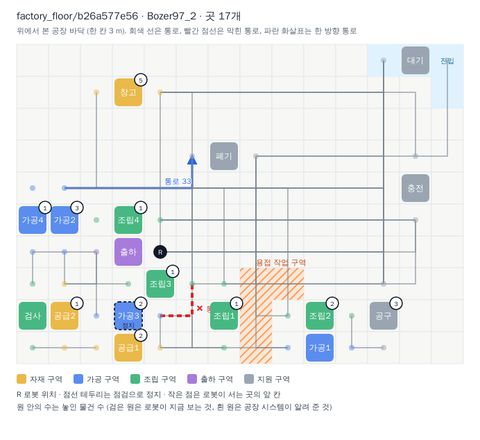 factory_floor/b26a577e56 · Bozer97_2 · 곳 17개
위에서 본 공장 바닥 (한 칸 3 m). 회색 선은 통로, 빨간 점선은 막힌 통로, 파란 화살표는 한 방향 통로
대기
창고
5
폐기
통로 33
충전
가공4
1
가공2
3
조립4
1
출하
R
용접 작업 구역
조립3
1
검사
공급2
1
가공3
2
정지
조립1
1
조립2
2
공구
3
공급1
2
가공1
자재 구역
가공 구역
조립 구역
출하 구역
지원 구역
R 로봇 위치 · 점선 테두리는 점검으로 정지 · 작은 점은 로봇이 서는 곳의 앞 칸
원 안의 수는 놓인 물건 수 (검은 원은 로봇이 지금 보는 것, 흰 원은 공장 시스템이 알려 준 것)